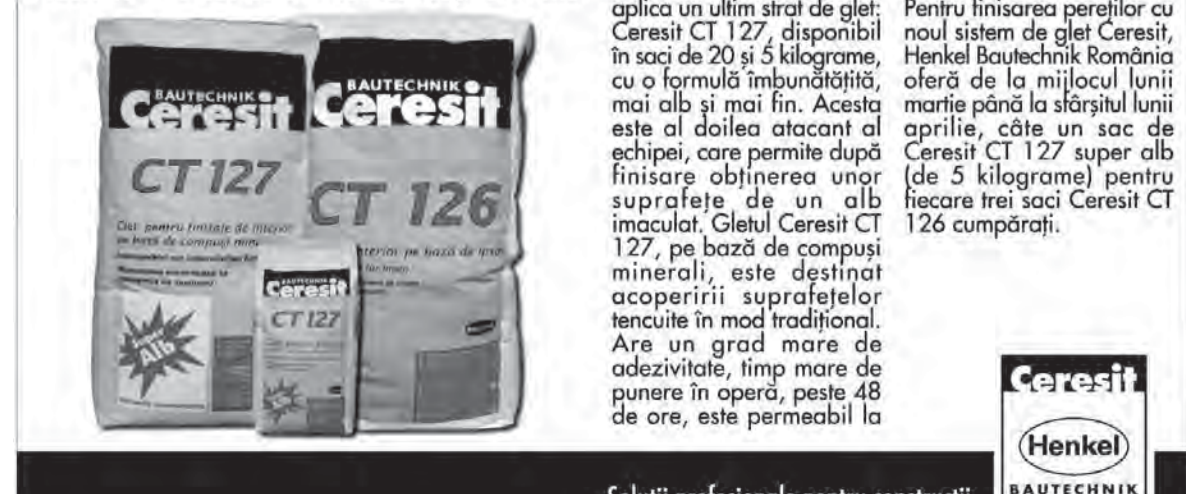 BAUTECHNIK
Ceresit
CT 127
BAUTECHNIK
Ceresit
CT 126
Alb
BAUTECHNIK
Ceresit
CT 127
aplica un ultim strat de glet:
Ceresit CT 127, disponibil
în saci de 20 și 5 kilograme,
cu o formulă îmbunătățită,
mai alb și mai fin. Acesta
este al doilea atacant al
echipei, care permite după
finisare obținerea unor
suprafețe de un alb
imaculat. Gletul Ceresit CT
127, pe bază de compuși
minerali, este destinat
acoperirii suprafețelor
tencuite în mod tradițional.
Are un grad mare de
adezivitate, timp mare de
punere în operă, peste 48
de ore, este permeabil la
Pentru finisarea pereților cu
noul sistem de glet Ceresit,
Henkel Bautechnik România
oferă de la mijlocul lunii
martie până la sfârșitul lunii
aprilie, câte un sac de
Ceresit CT 127 super alb
(de 5 kilograme) pentru
fiecare trei saci Ceresit CT
126 cumpărați.
Ceresit
Henkel
BAUTECHNIK
Soluții profesionale pentru construcții